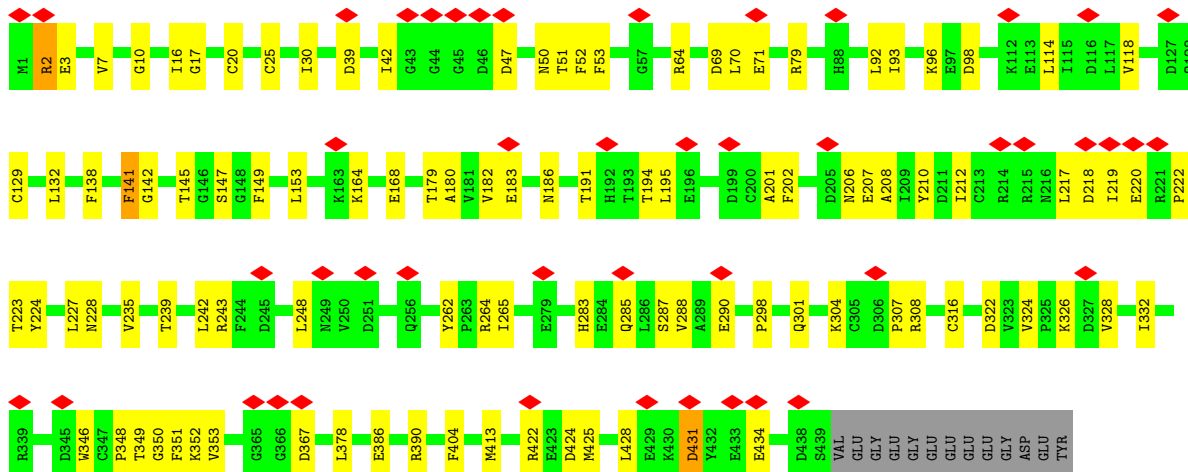 M1 R2 E3 V7 G10 I16 G17 C20 C25 I30 D39 I42 G43 G44 G45 D46 D47 N50 T51 F52 F53 G57 R64 D69 L70 E71 R79 H88 L92 I93 K96 E97 D98 K112 E113 L114 I115 D116 L117 V118 D127
C129 L132 F138 F141 G142 T145 G146 S147 G148 F149 L153 K163 K164 E168 T179 A180 V181 V182 E183 N186 T191 H192 T193 T194 L195 E196 D199 C200 A201 F202 D205 N206 E207 A208 I209 Y210 D211 I212 C213 R214 R215 N216 L217 D218 I219 E220 R221 P222
T223 Y224 L227 N228 V235 T239 L242 R243 F244 D245 L248 N249 V250 D251 Q256 Y262 P263 R264 I265 E279 H283 E284 Q285 L286 S287 V288 A289 E290 P298 Q301 K304 C305 D306 P307 R308 C316 D322 V323 V324 P325 K326 D327 V328 I332
R339 D345 W346 C347 P348 T349 G350 F351 K352 V353 G365 G366 D367 L378 E386 R390 F404 M413 R422 E423 D424 M425 L428 E429 K430 D431 Y432 E433 E434 D438 S439 VAL GLU GLY GLU GLY GLU GLU GLU GLY ASP GLU TYR